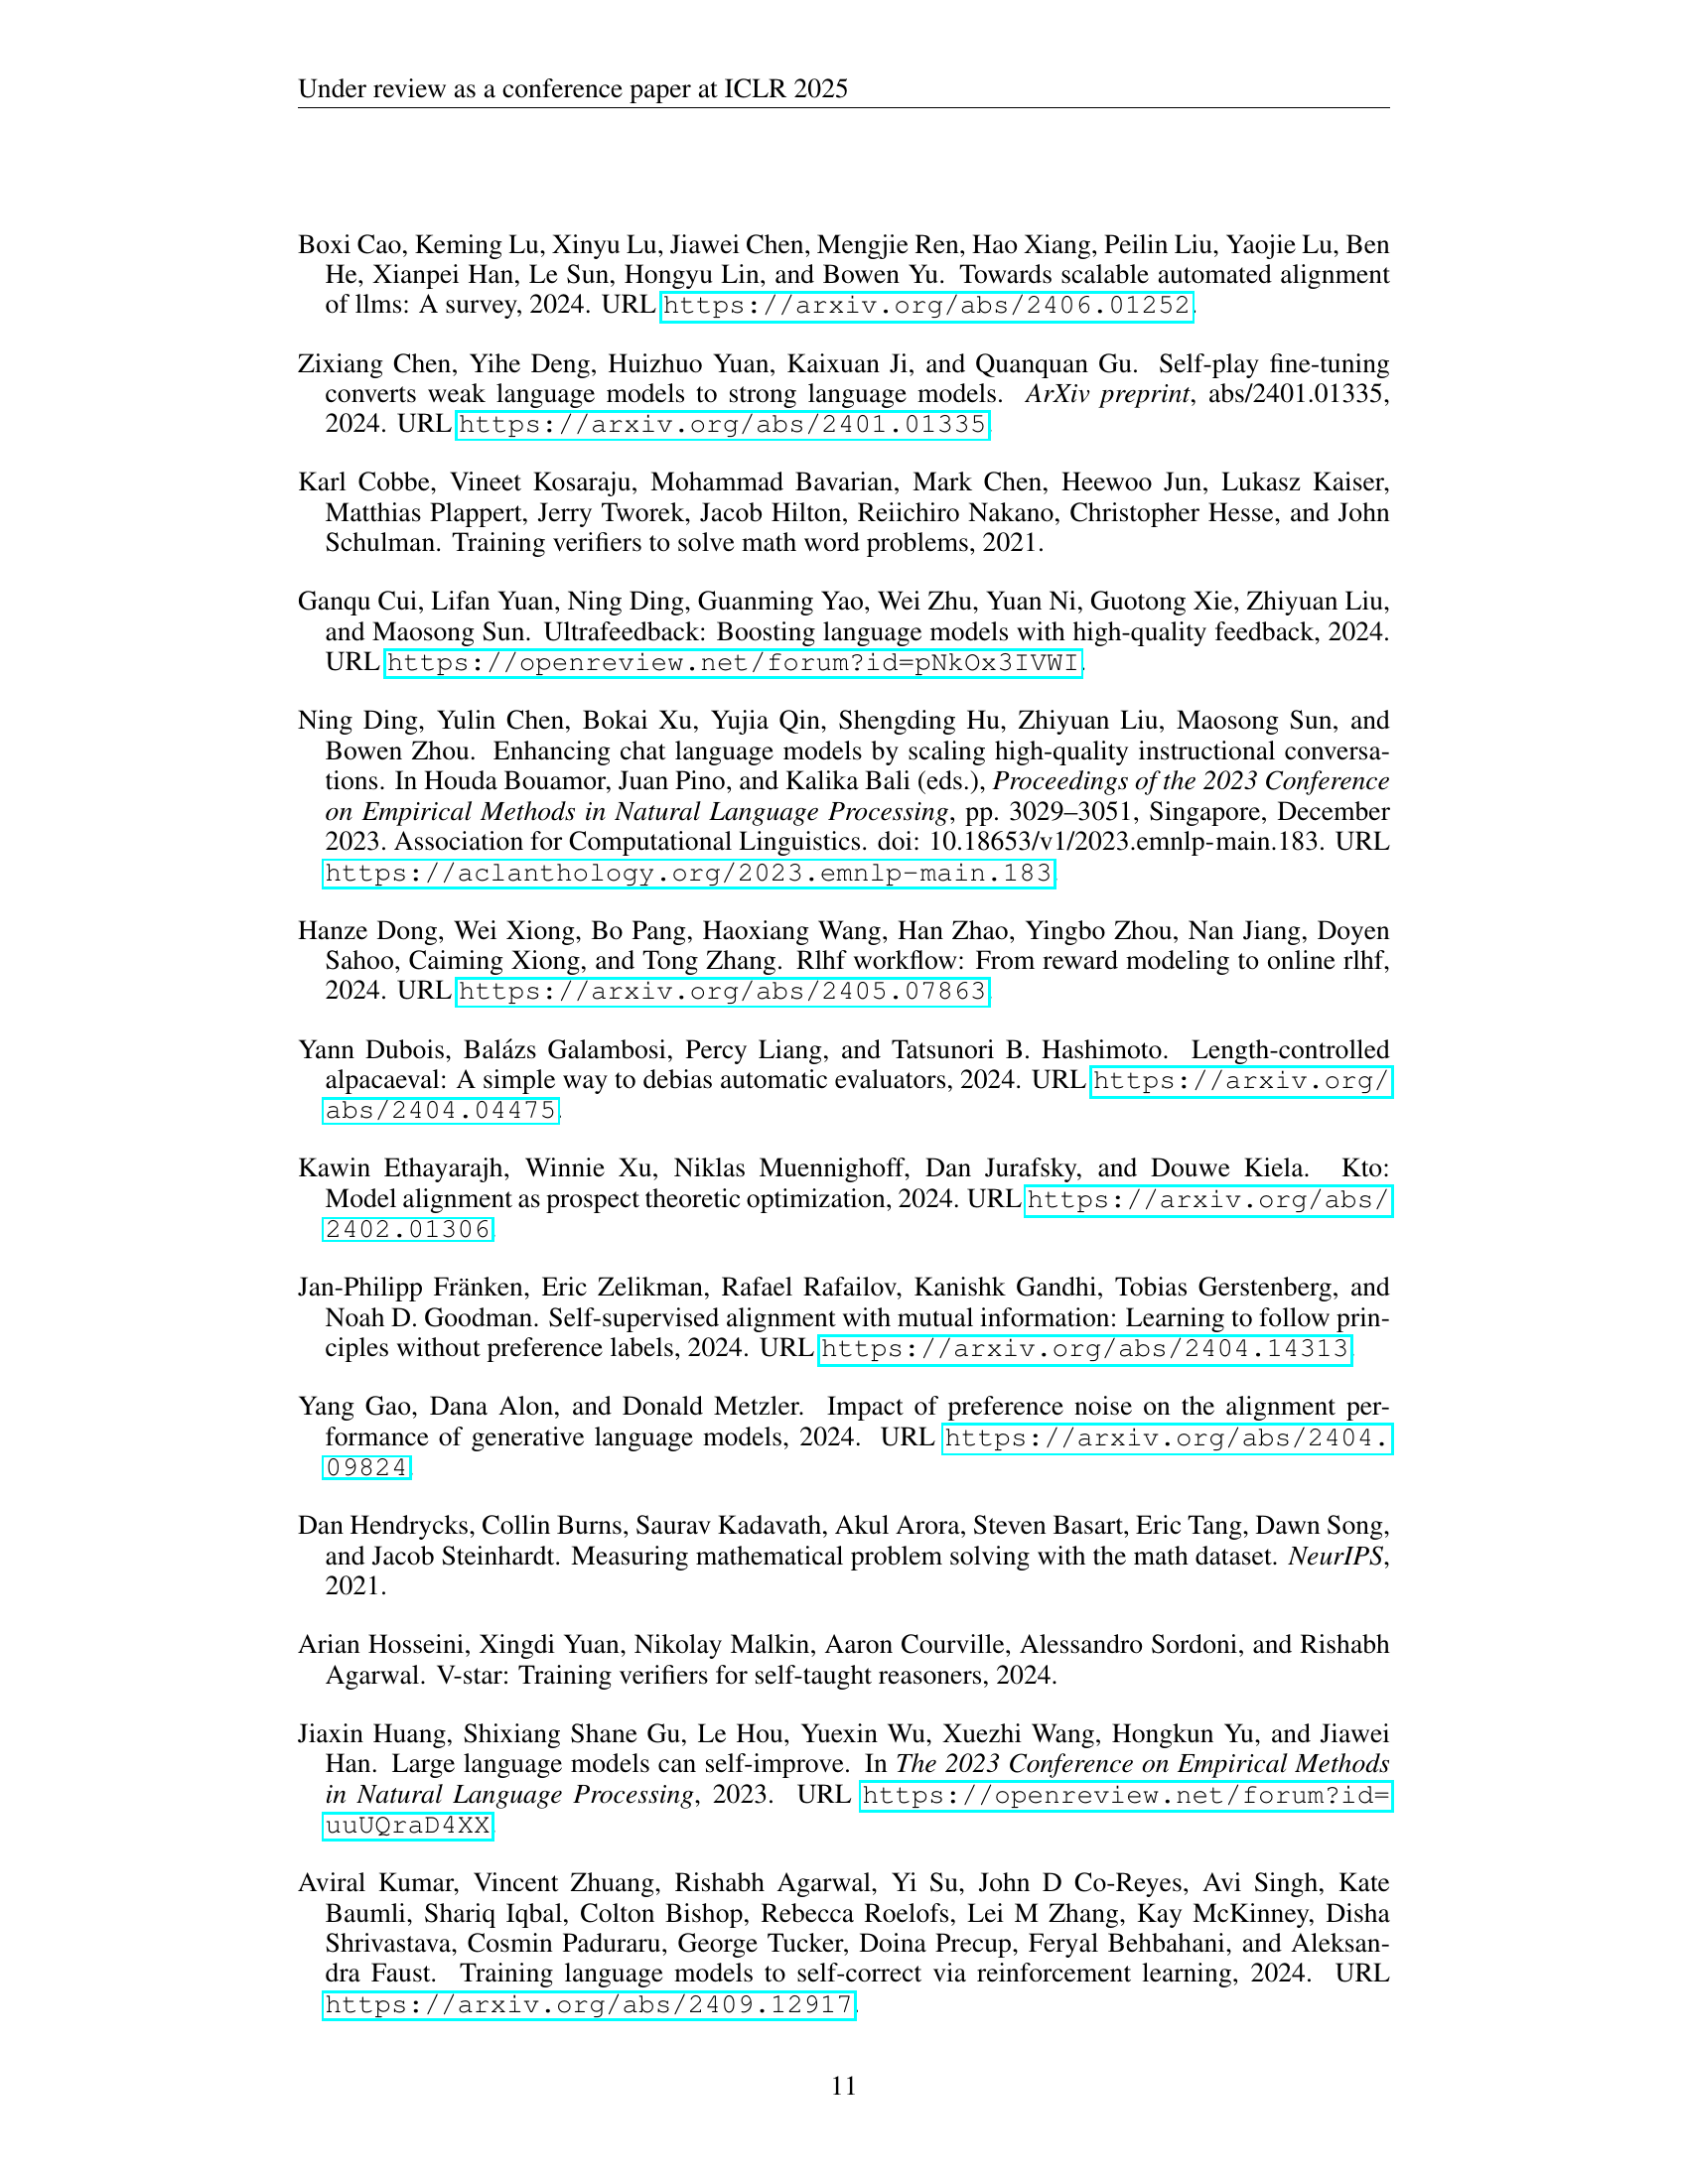 Under review as a conference paper at ICLR 2025
Boxi Cao, Keming Lu, Xinyu Lu, Jiawei Chen, Mengjie Ren, Hao Xiang, Peilin Liu, Yaojie Lu, Ben
He, Xianpei Han, Le Sun, Hongyu Lin, and Bowen Yu. Towards scalable automated alignment
of llms: A survey, 2024. URL https://arxiv.org/abs/2406.01252.
Zixiang Chen, Yihe Deng, Huizhuo Yuan, Kaixuan Ji, and Quanquan Gu. Self-play fine-tuning
converts weak language models to strong language models. ArXiv preprint, abs/2401.01335,
2024. URL https://arxiv.org/abs/2401.01335.
Karl Cobbe, Vineet Kosaraju, Mohammad Bavarian, Mark Chen, Heewoo Jun, Lukasz Kaiser,
Matthias Plappert, Jerry Tworek, Jacob Hilton, Reiichiro Nakano, Christopher Hesse, and John
Schulman. Training verifiers to solve math word problems, 2021.
Ganqu Cui, Lifan Yuan, Ning Ding, Guanming Yao, Wei Zhu, Yuan Ni, Guotong Xie, Zhiyuan Liu,
and Maosong Sun. Ultrafeedback: Boosting language models with high-quality feedback, 2024.
URL https://openreview.net/forum?id=pNkOx3IVWI.
Ning Ding, Yulin Chen, Bokai Xu, Yujia Qin, Shengding Hu, Zhiyuan Liu, Maosong Sun, and
Bowen Zhou. Enhancing chat language models by scaling high-quality instructional conversa-
tions. In Houda Bouamor, Juan Pino, and Kalika Bali (eds.), Proceedings of the 2023 Conference
on Empirical Methods in Natural Language Processing, pp. 3029–3051, Singapore, December
2023. Association for Computational Linguistics. doi: 10.18653/v1/2023.emnlp-main.183. URL
https://aclanthology.org/2023.emnlp-main.183.
Hanze Dong, Wei Xiong, Bo Pang, Haoxiang Wang, Han Zhao, Yingbo Zhou, Nan Jiang, Doyen
Sahoo, Caiming Xiong, and Tong Zhang. Rlhf workflow: From reward modeling to online rlhf,
2024. URL https://arxiv.org/abs/2405.07863.
Yann Dubois, Balázs Galambosi, Percy Liang, and Tatsunori B. Hashimoto. Length-controlled
alpacaeval: A simple way to debias automatic evaluators, 2024. URL https://arxiv.org/
abs/2404.04475.
Kawin Ethayarajh, Winnie Xu, Niklas Muennighoff, Dan Jurafsky, and Douwe Kiela. Kto:
Model alignment as prospect theoretic optimization, 2024. URL https://arxiv.org/abs/
2402.01306.
Jan-Philipp Fränken, Eric Zelikman, Rafael Rafailov, Kanishk Gandhi, Tobias Gerstenberg, and
Noah D. Goodman. Self-supervised alignment with mutual information: Learning to follow prin-
ciples without preference labels, 2024. URL https://arxiv.org/abs/2404.14313.
Yang Gao, Dana Alon, and Donald Metzler. Impact of preference noise on the alignment per-
formance of generative language models, 2024. URL https://arxiv.org/abs/2404.
09824.
Dan Hendrycks, Collin Burns, Saurav Kadavath, Akul Arora, Steven Basart, Eric Tang, Dawn Song,
and Jacob Steinhardt. Measuring mathematical problem solving with the math dataset. NeurIPS,
2021.
Arian Hosseini, Xingdi Yuan, Nikolay Malkin, Aaron Courville, Alessandro Sordoni, and Rishabh
Agarwal. V-star: Training verifiers for self-taught reasoners, 2024.
Jiaxin Huang, Shixiang Shane Gu, Le Hou, Yuexin Wu, Xuezhi Wang, Hongkun Yu, and Jiawei
Han. Large language models can self-improve. In The 2023 Conference on Empirical Methods
in Natural Language Processing, 2023. URL https://openreview.net/forum?id=
uuUQraD4XX.
Aviral Kumar, Vincent Zhuang, Rishabh Agarwal, Yi Su, John D Co-Reyes, Avi Singh, Kate
Baumli, Shariq Iqbal, Colton Bishop, Rebecca Roelofs, Lei M Zhang, Kay McKinney, Disha
Shrivastava, Cosmin Paduraru, George Tucker, Doina Precup, Feryal Behbahani, and Aleksan-
dra Faust. Training language models to self-correct via reinforcement learning, 2024. URL
https://arxiv.org/abs/2409.12917.
11